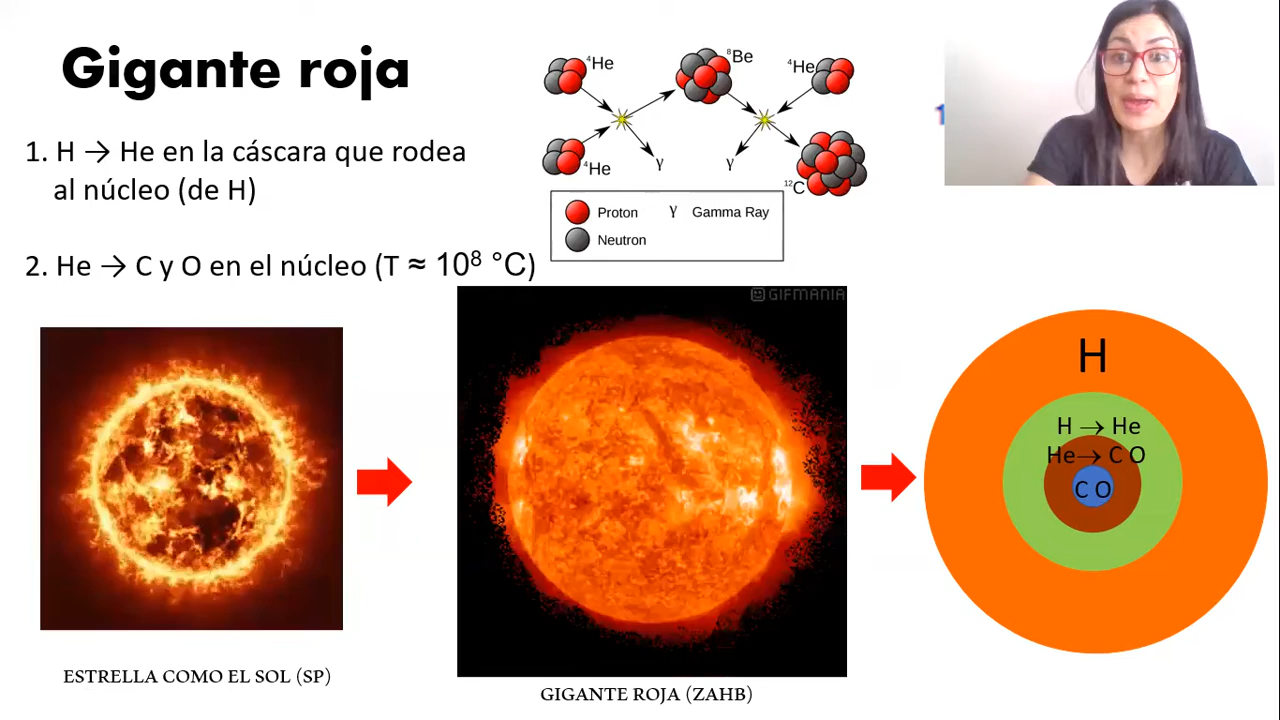 Gigante roja
1. H → He en la cáscara que rodea
al núcleo (de H)
2. He → C y O en el núcleo (T ≈ 10⁸ °C)
⁴He
⁸Be
⁴He
⁴He
γ
γ
¹²C
Proton
γ Gamma Ray
Neutron
GIFMANIA
H
H → He
He→ C O
C O
ESTRELLA COMO EL SOL (SP)
GIGANTE ROJA (ZAHB)